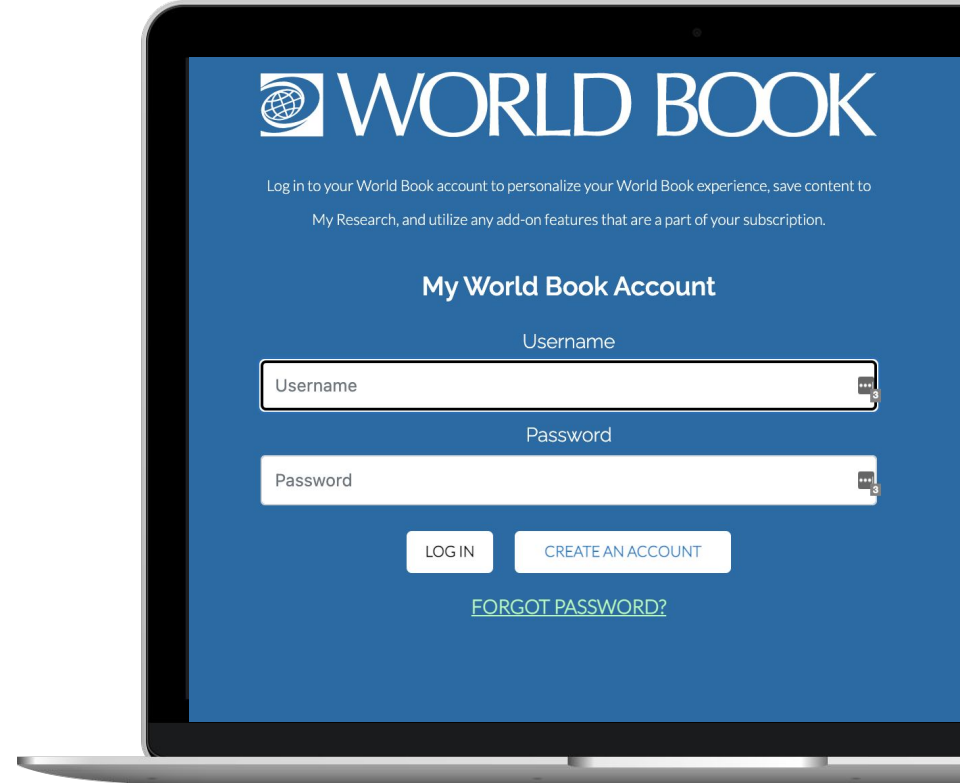 WORLD BOOK
Log in to your World Book account to personalize your World Book experience, save content to
My Research, and utilize any add-on features that are a part of your subscription.
My World Book Account
Username
Username
3
Password
Password
3
LOG IN
CREATE AN ACCOUNT
FORGOT PASSWORD?